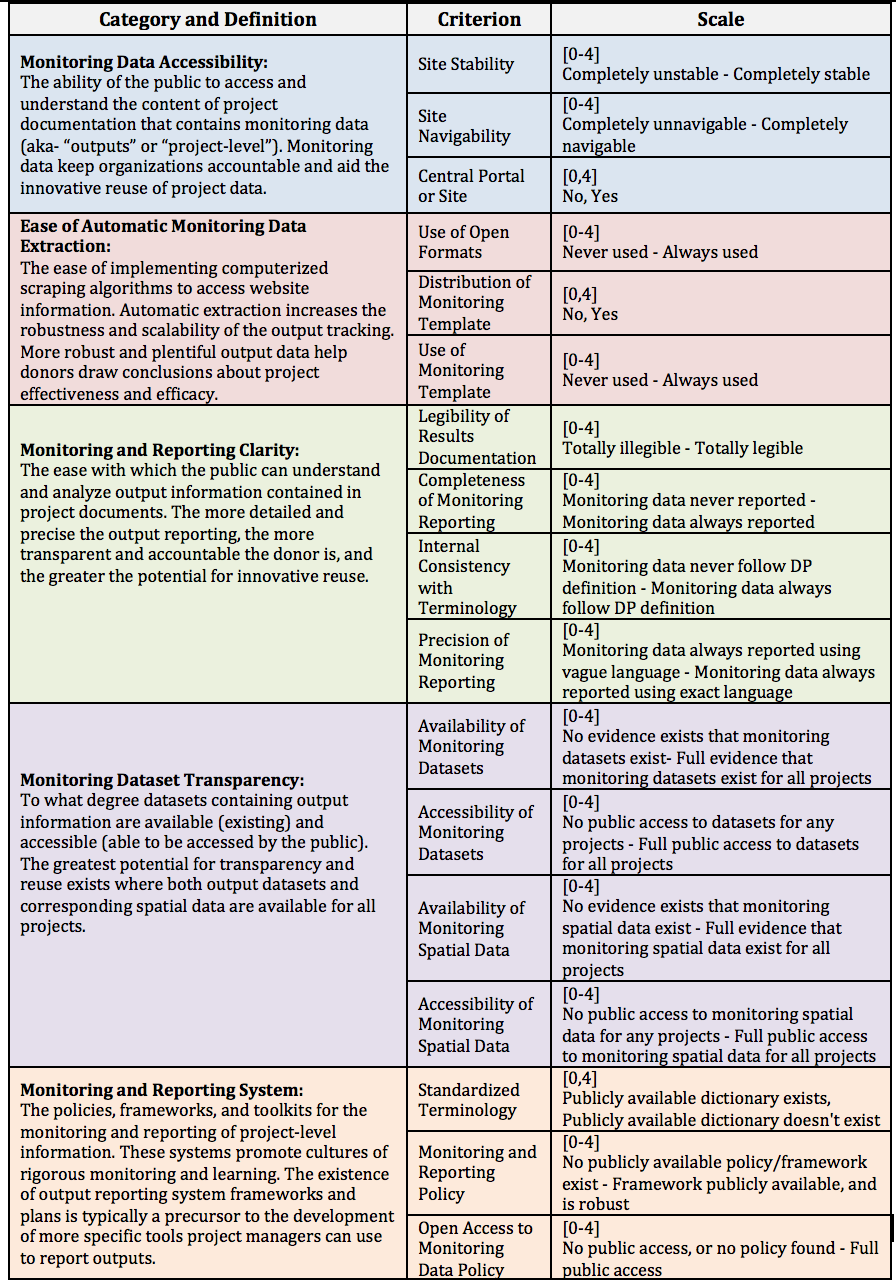 Category and Definition
Criterion
Scale
Monitoring Data Accessibility:
The ability of the public to access and
understand the content of project
documentation that contains monitoring data
(aka- “outputs” or “project-level”). Monitoring
data keep organizations accountable and aid the
innovative reuse of project data.
Site Stability
[0-4]
Completely unstable - Completely stable
Site
Navigability
[0-4]
Completely unnavigable - Completely
navigable
Central Portal
or Site
[0,4]
No, Yes
Ease of Automatic Monitoring Data
Extraction:
The ease of implementing computerized
scraping algorithms to access website
information. Automatic extraction increases the
robustness and scalability of the output tracking.
More robust and plentiful output data help
donors draw conclusions about project
effectiveness and efficacy.
Use of Open
Formats
[0-4]
Never used - Always used
Distribution of
Monitoring
Template
[0,4]
No, Yes
Use of
Monitoring
Template
[0-4]
Never used - Always used
Monitoring and Reporting Clarity:
The ease with which the public can understand
and analyze output information contained in
project documents. The more detailed and
precise the output reporting, the more
transparent and accountable the donor is, and
the greater the potential for innovative reuse.
Legibility of
Results
Documentation
[0-4]
Totally illegible - Totally legible
Completeness
of Monitoring
Reporting
[0-4]
Monitoring data never reported -
Monitoring data always reported
Internal
Consistency
with
Terminology
[0-4]
Monitoring data never follow DP
definition - Monitoring data always
follow DP definition
Precision of
Monitoring
Reporting
[0-4]
Monitoring data always reported using
vague language - Monitoring data always
reported using exact language
Monitoring Dataset Transparency:
To what degree datasets containing output
information are available (existing) and
accessible (able to be accessed by the public).
The greatest potential for transparency and
reuse exists where both output datasets and
corresponding spatial data are available for all
projects.
Availability of
Monitoring
Datasets
[0-4]
No evidence exists that monitoring
datasets exist- Full evidence that
monitoring datasets exist for all projects
Accessibility of
Monitoring
Datasets
[0-4]
No public access to datasets for any
projects - Full public access to datasets
for all projects
Availability of
Monitoring
Spatial Data
[0-4]
No evidence exists that monitoring
spatial data exist - Full evidence that
monitoring spatial data exist for all
projects
Accessibility of
Monitoring
Spatial Data
[0-4]
No public access to monitoring spatial
data for any projects - Full public access
to monitoring spatial data for all projects
Monitoring and Reporting System:
The policies, frameworks, and toolkits for the
monitoring and reporting of project-level
information. These systems promote cultures of
rigorous monitoring and learning. The existence
of output reporting system frameworks and
plans is typically a precursor to the development
of more specific tools project managers can use
to report outputs.
Standardized
Terminology
[0,4]
Publicly available dictionary exists,
Publicly available dictionary doesn't exist
Monitoring and
Reporting
Policy
[0-4]
No publicly available policy/framework
exist - Framework publicly available, and
is robust
Open Access to
Monitoring
Data Policy
[0-4]
No public access, or no policy found - Full
public access